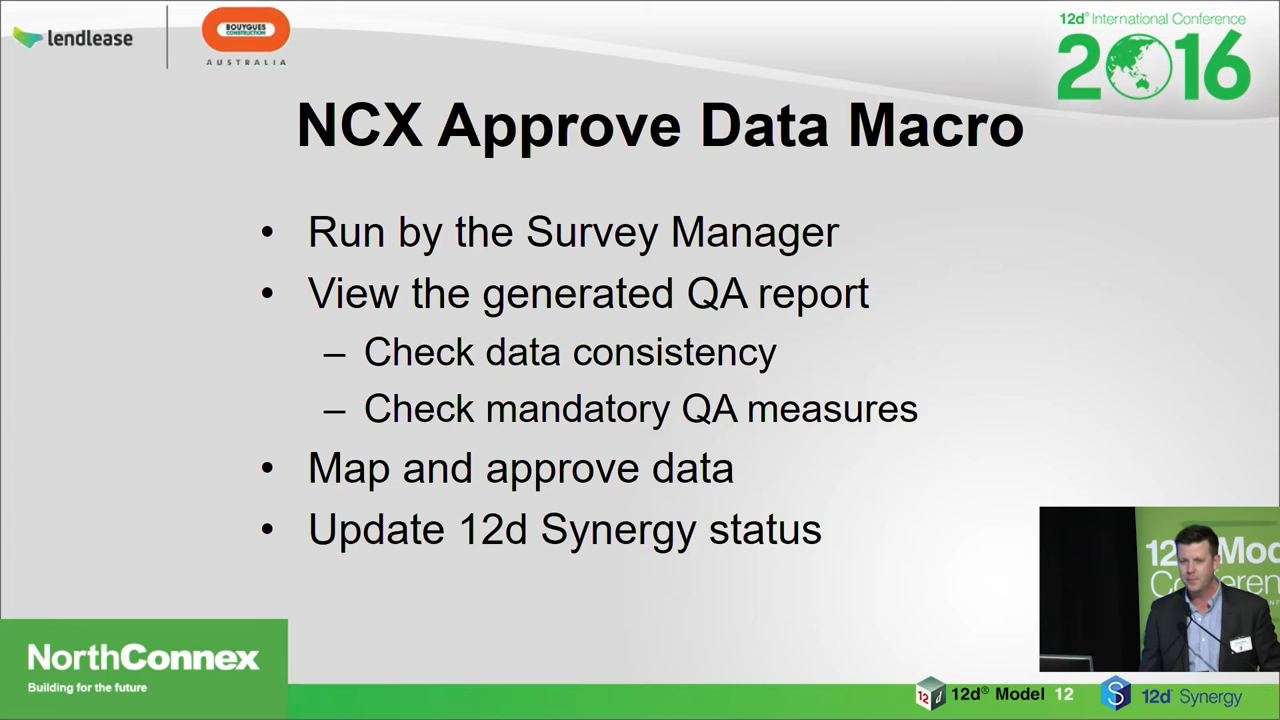 lendlease
BOUYGUES
CONSTRUCTION
AUSTRALIA
12d® International Conference
2016
NCX Approve Data Macro
• Run by the Survey Manager
• View the generated QA report
– Check data consistency
– Check mandatory QA measures
• Map and approve data
• Update 12d Synergy status
NorthConnex
Building for the future
12d® Model 12
12d Synergy